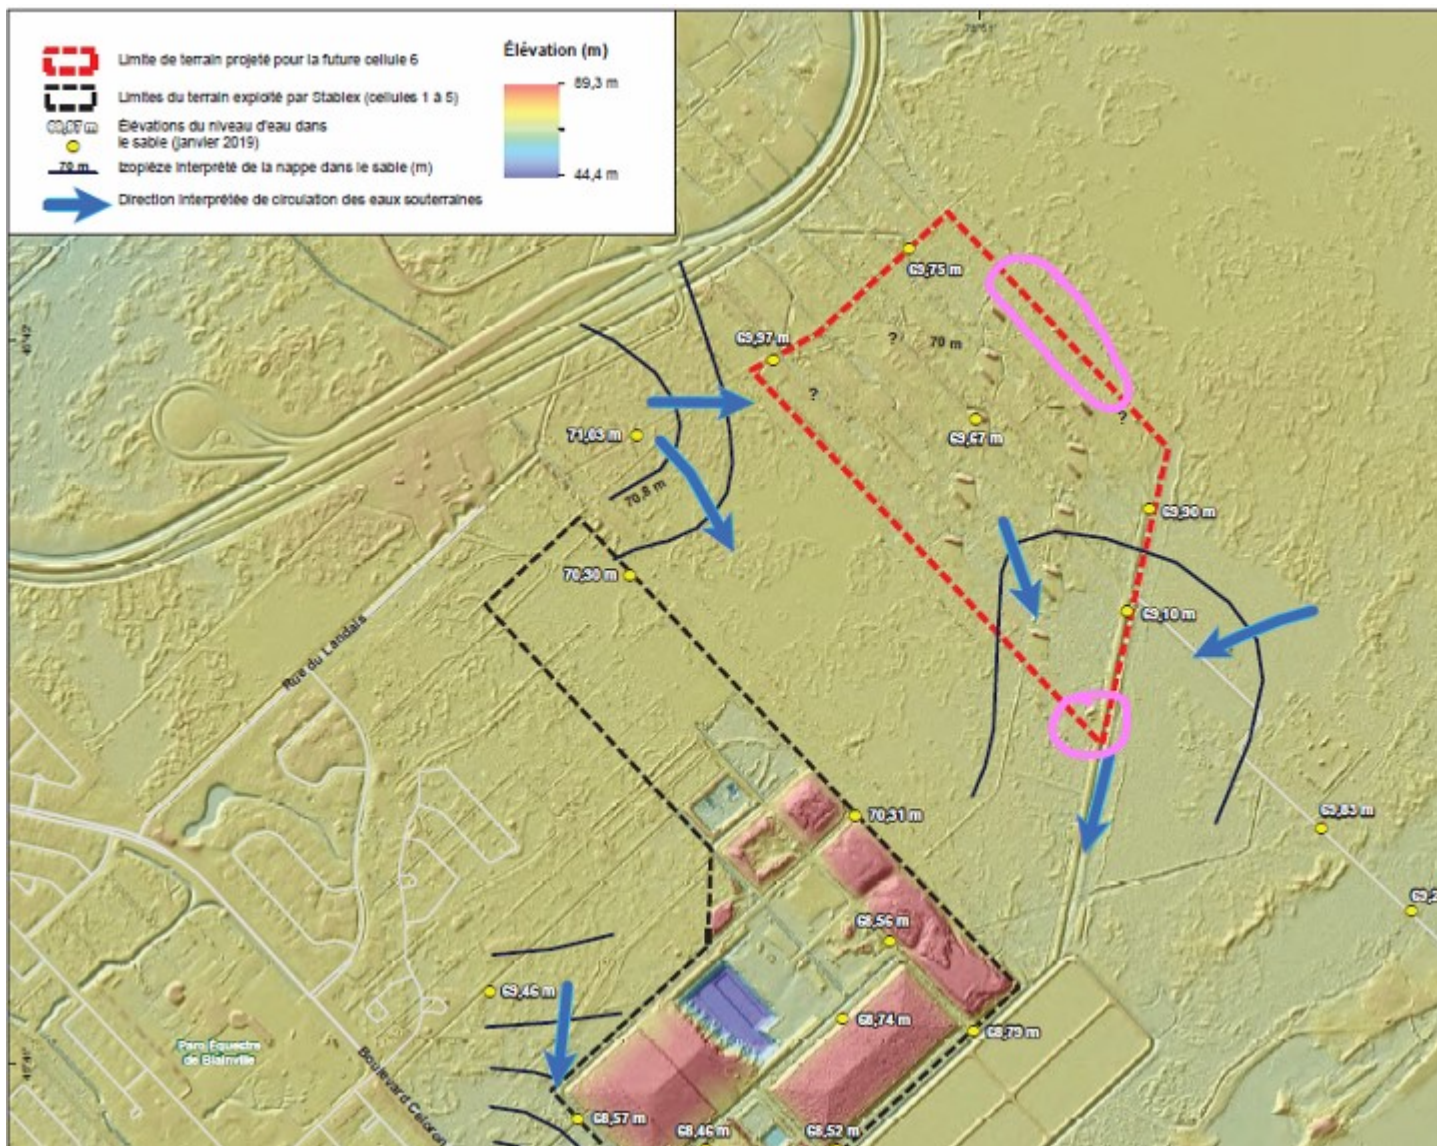 Élévation (m)
89,3 m
44,4 m
Limite de terrain projeté pour la future cellule 6
Limites du terrain exploité par Stablex (cellules 1 à 5)
Élévations du niveau d'eau dans
le sable (janvier 2019)
70 m
Izopièze interprété de la nappe dans le sable (m)
Direction interprétée de circulation des eaux souterraines
69,75 m
69,97 m
?
70 m
?
?
71,03 m
69,67 m
70,8 m
69,90 m
70,30 m
69,10 m
Rue du Landais
70,31 m
69,83 m
68,56 m
69,46 m
68,74 m
68,79 m
Parc Équestre
de Blainville
Boulevard Céloron
68,57 m
68,46 m
68,52 m